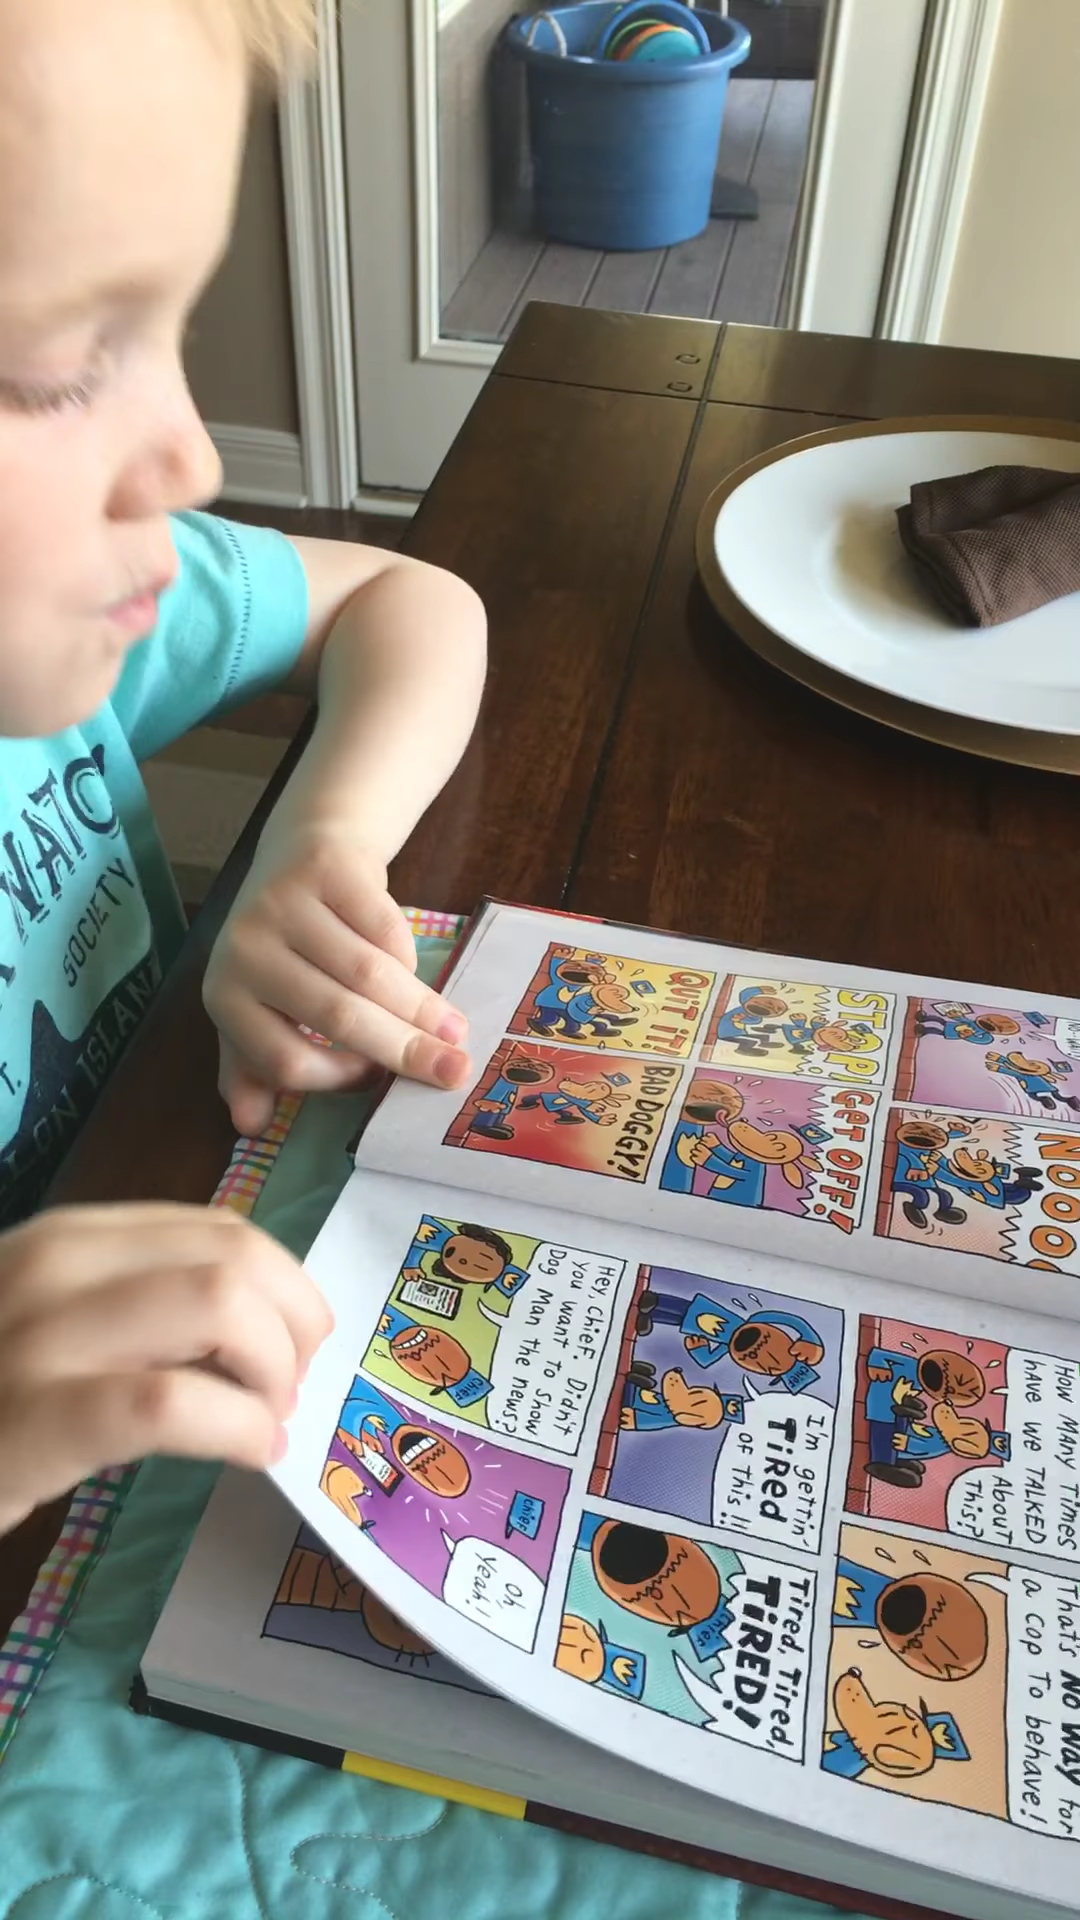 SOCIETY
NOOO
STOP!
GET OFF!
QUIT IT!
BAD DOGGY!
How MANY Times
have we TALKED
About
This?
That's NO WAY for
a cop To behave!
I'm gettin'
TiRed
of this!!
Chief
Tired, Tired,
TiRED!
Chief
Hey, Chief. Didn't
you want To Show
Dog Man the news?
Chief
Oh,
Yeah!
Chief